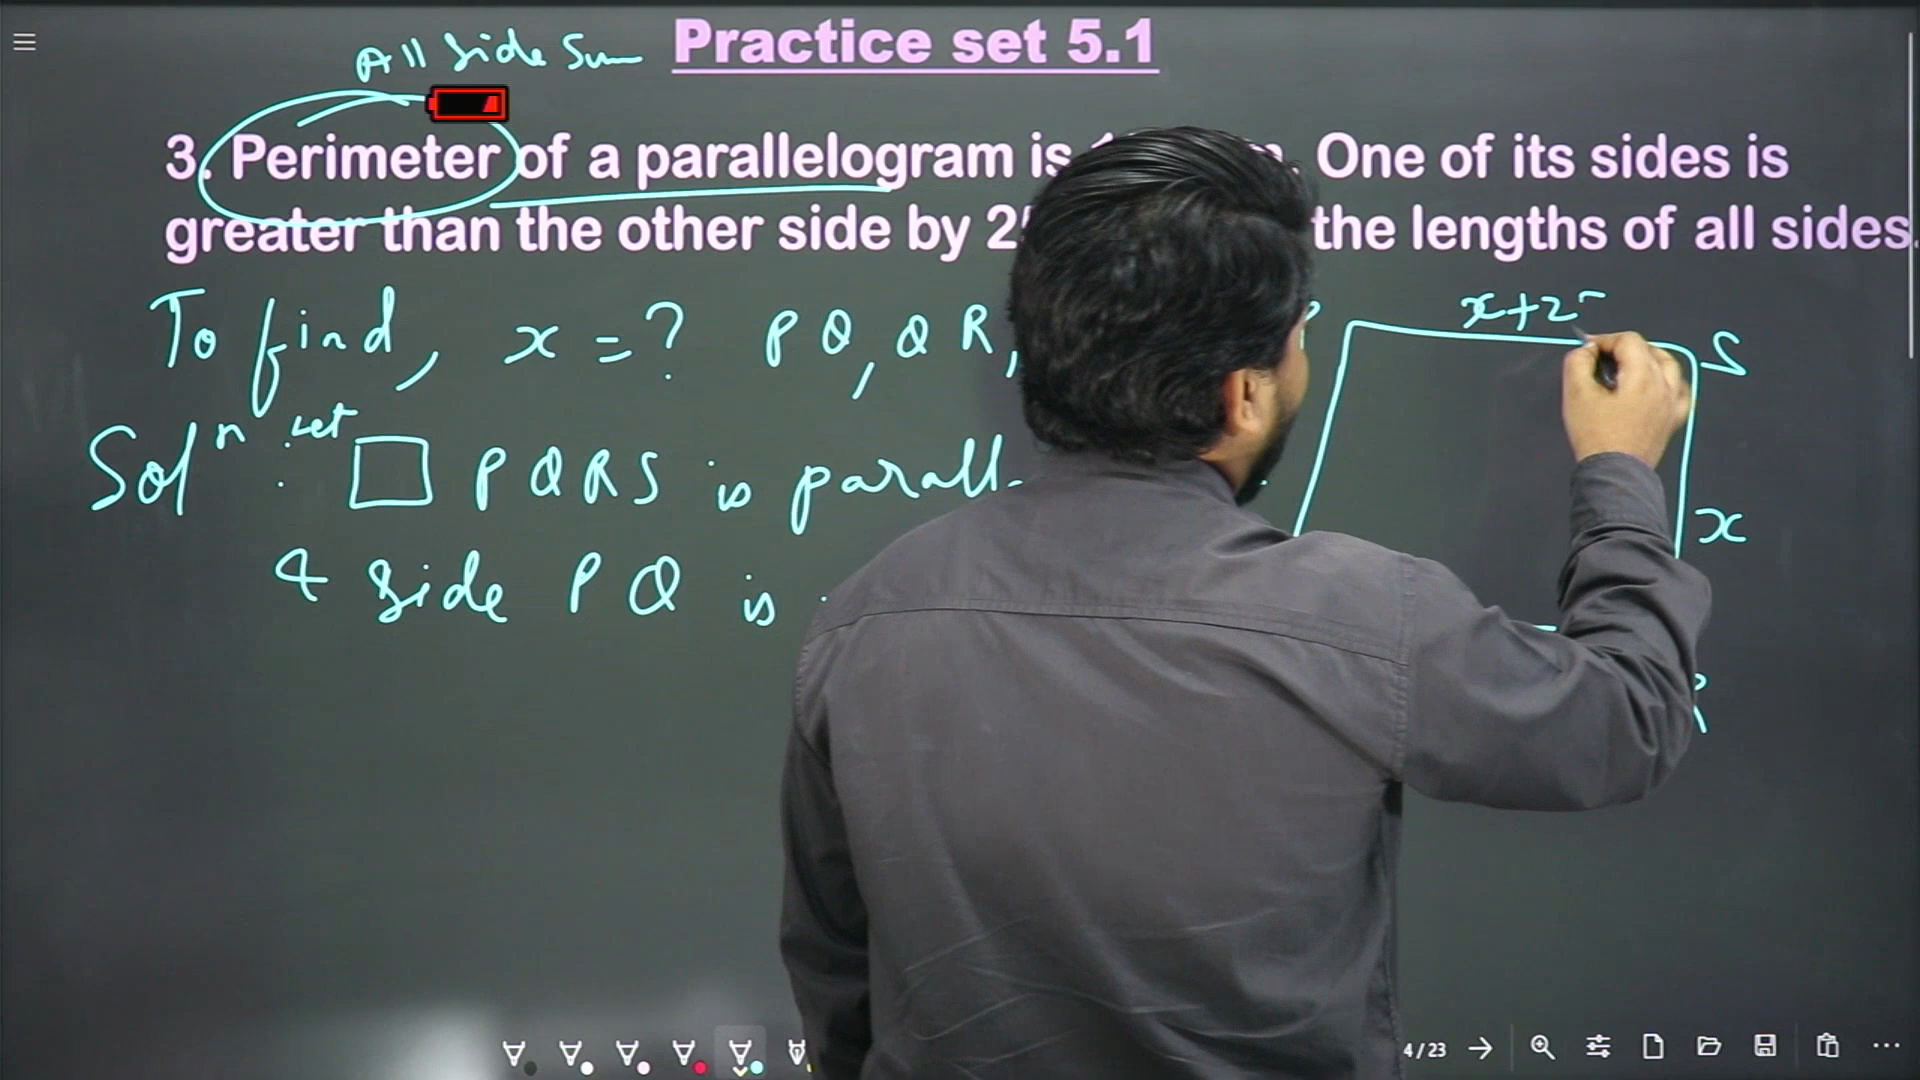 All side Sum
Practice set 5.1
3. Perimeter of a parallelogram is One of its sides is
greater than the other side by 2 the lengths of all sides.
x+25
To find, x = ? PQ, QR,
S
Solⁿ : Let □ PQRS is parall
x
& side PQ is
4/23